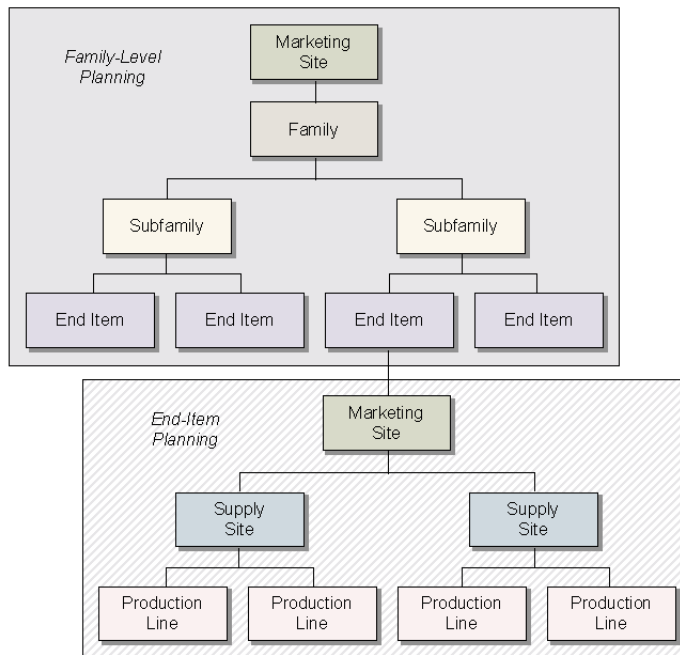 Family-Level
Planning
Marketing
Site
Family
Subfamily
Subfamily
End Item
End Item
End Item
End Item
End-Item
Planning
Marketing
Site
Supply
Site
Supply
Site
Production
Line
Production
Line
Production
Line
Production
Line